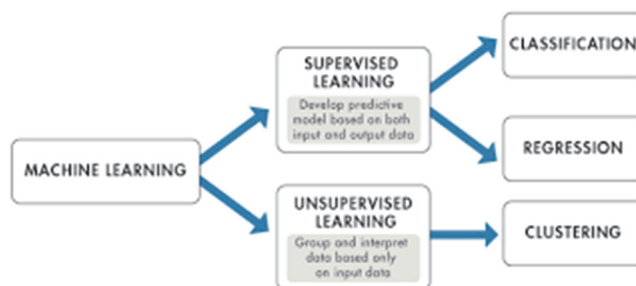 MACHINE LEARNING
SUPERVISED
LEARNING
Develop predictive
model based on both
input and output data
UNSUPERVISED
LEARNING
Group and interpret
data based only
on input data
CLASSIFICATION
REGRESSION
CLUSTERING